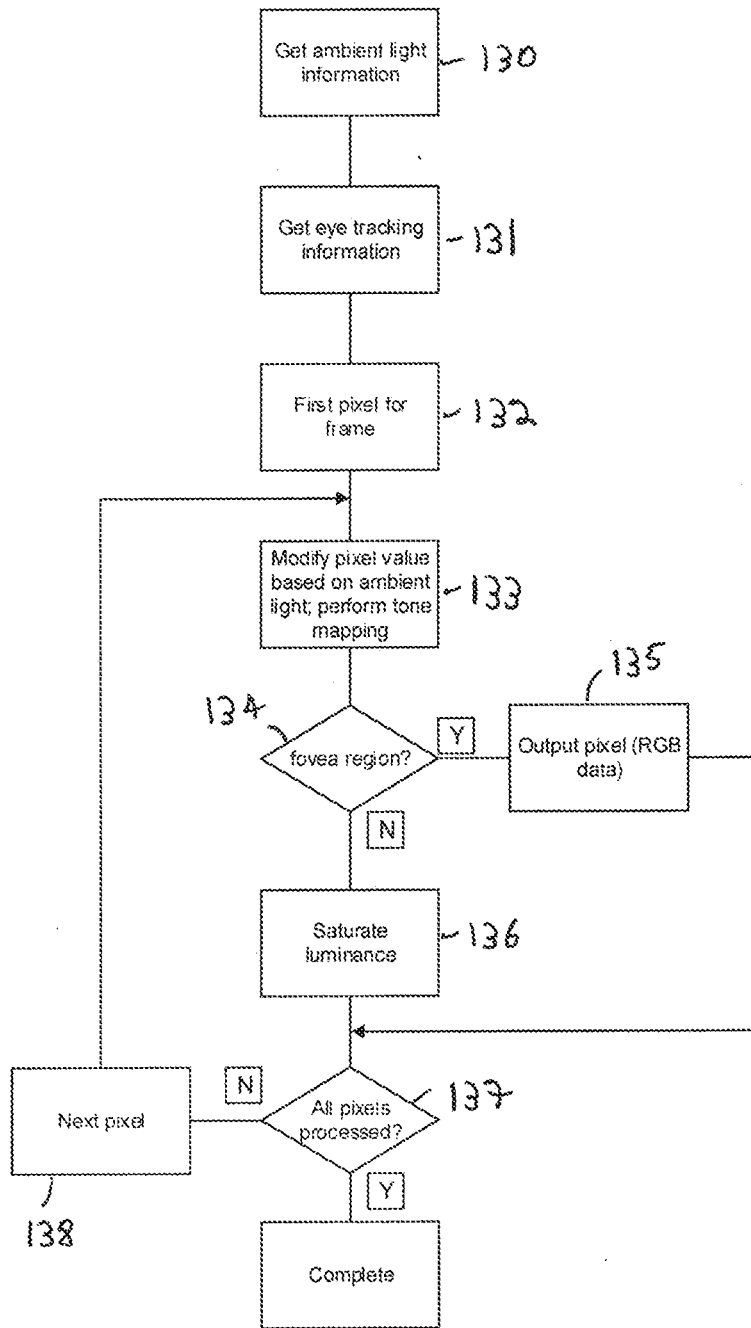 Get ambient light
information
130
Get eye tracking
information
131
First pixel for
frame
132
Modify pixel value
based on ambient
light; perform tone
mapping
133
134
fovea region?
Y
135
Output pixel (RGB
data)
N
Saturate
luminance
136
N
All pixels
processed?
137
Next pixel
138
Y
Complete